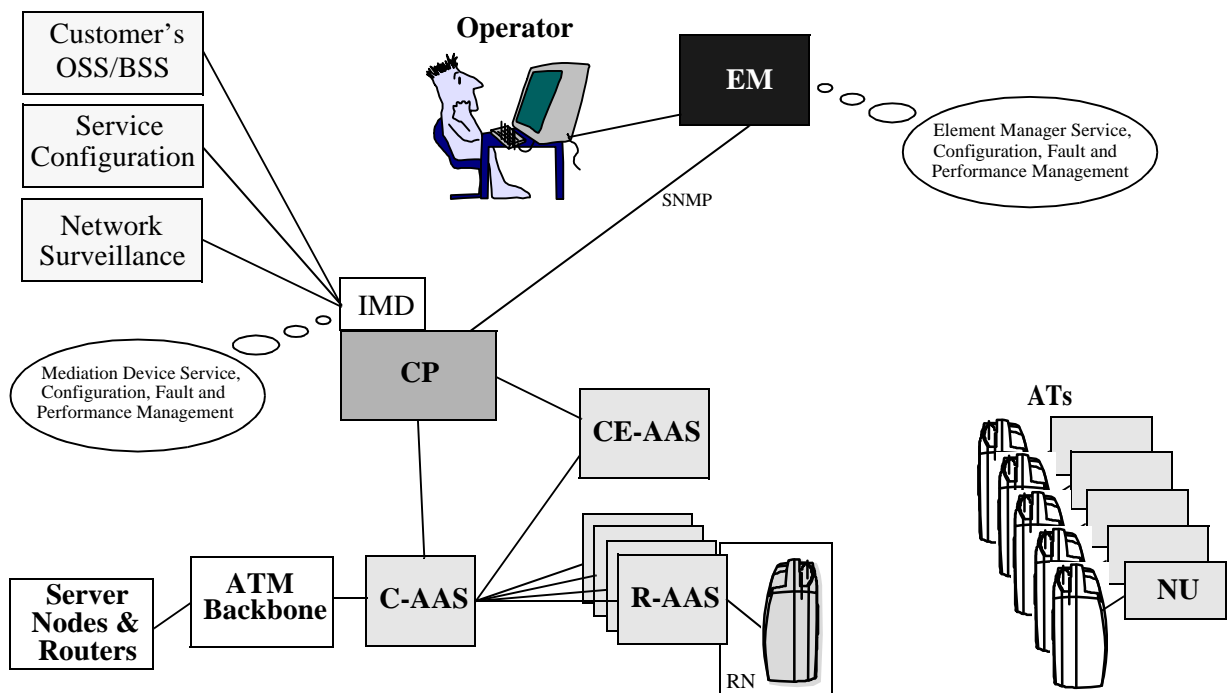 Customer's
OSS/BSS
Operator
EM
Service
Configuration
Element Manager Service,
Configuration, Fault and
Performance Management
SNMP
Network
Surveillance
IMD
CP
Mediation Device Service,
Configuration, Fault and
Performance Management
CE-AAS
ATs
Server
Nodes &
Routers
ATM
Backbone
C-AAS
R-AAS
RN
NU